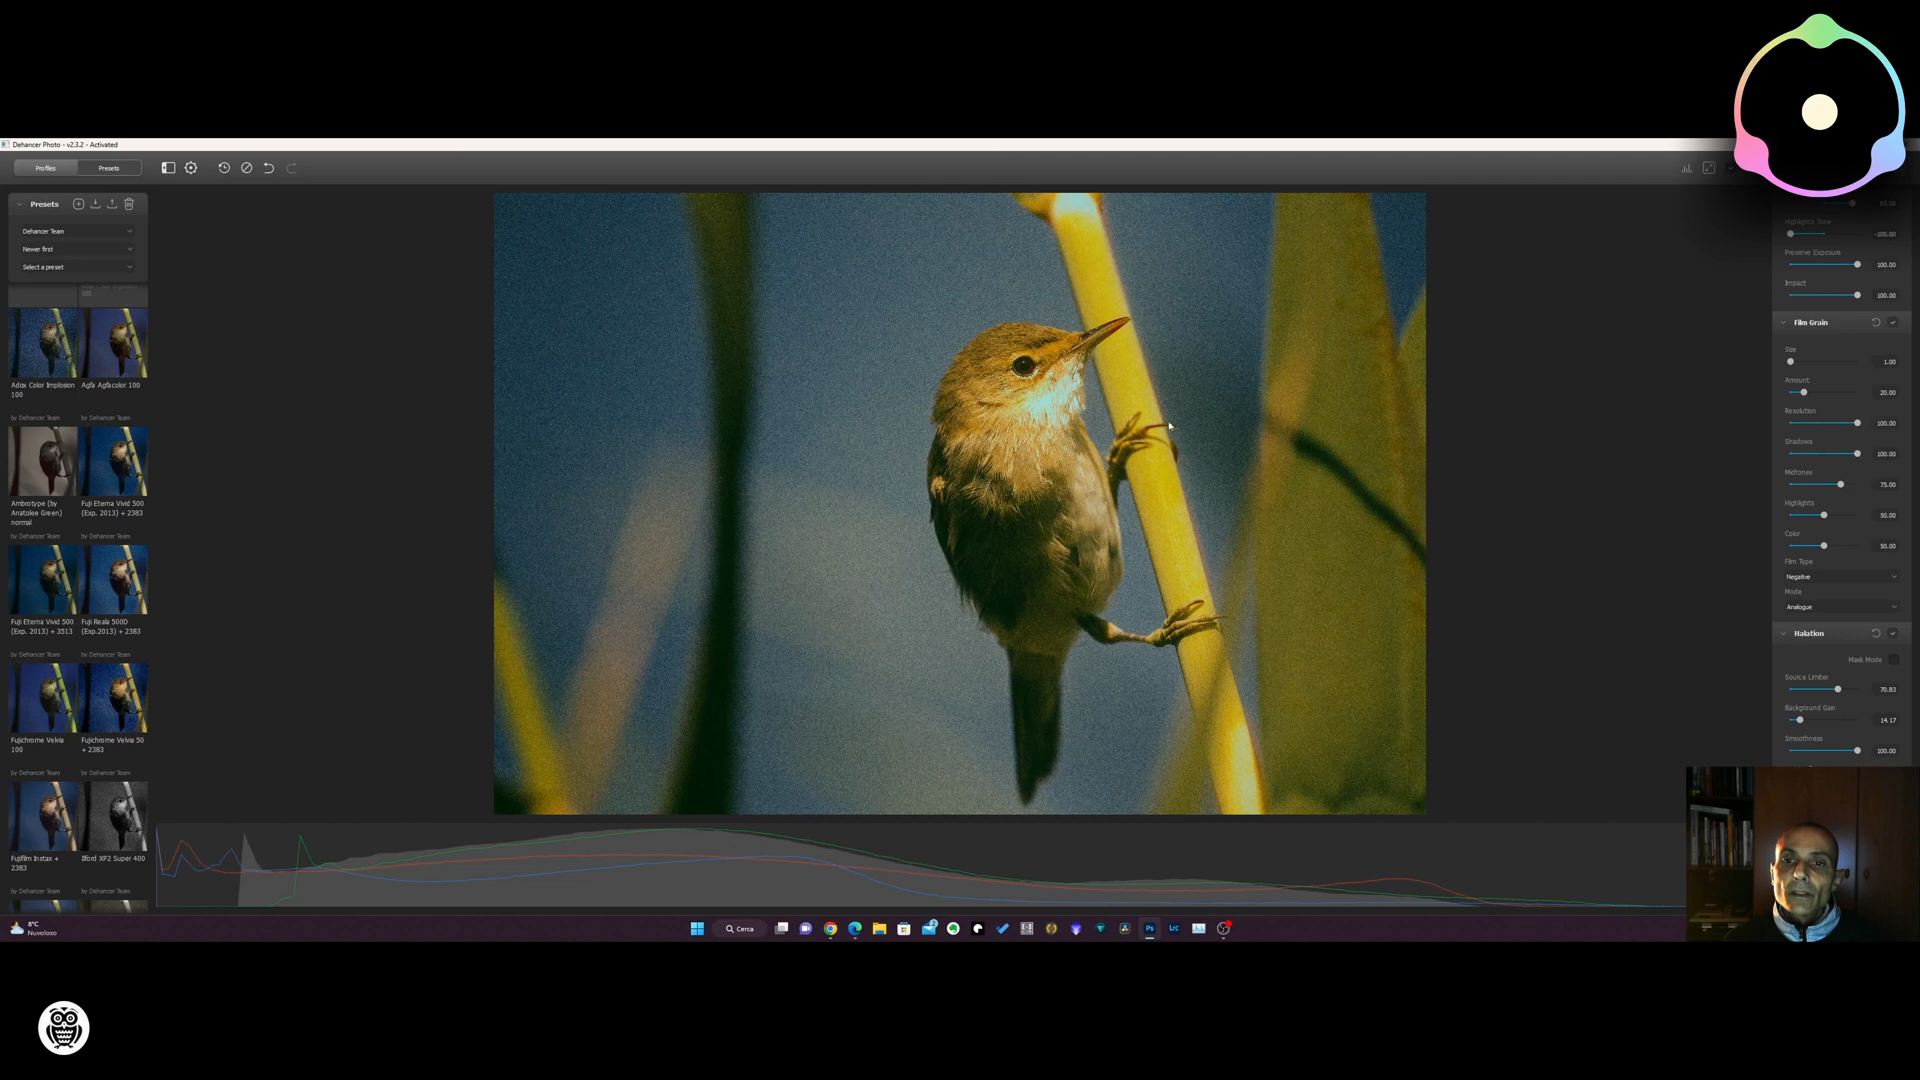 Dehancer Photo - v2.3.2 - Activated
Profiles
Presets
Presets
Dehancer Team
Newer first
Select a preset
100
Adox Color Implosion
100
Agfa Agfacolor 100
by Dehancer Team
by Dehancer Team
Ambrotype (by
Anatolee Green)
normal
Fuji Eterna Vivid 500
(Exp. 2013) + 2383
by Dehancer Team
by Dehancer Team
Fuji Eterna Vivid 500
(Exp. 2013) + 3513
Fuji Reala 500D
(Exp.2013) + 2383
by Dehancer Team
by Dehancer Team
Fujichrome Velvia
100
Fujichrome Velvia 50
+ 2383
by Dehancer Team
by Dehancer Team
Fujifilm Instax +
2383
Ilford XP2 Super 400
by Dehancer Team
by Dehancer Team
Highlights Tone
-100.00
Preserve Exposure
100.00
Impact
100.00
Film Grain
Size
1.00
Amount
20.00
Resolution
100.00
Shadows
100.00
Midtones
75.00
Highlights
50.00
Color
50.00
Film Type
Negative
Mode
Analogue
Halation
Mask Mode
Source Limiter
70.83
Background Gain
14.17
Smoothness
100.00
8°C
Nuvoloso
Cerca
Ps
LrC